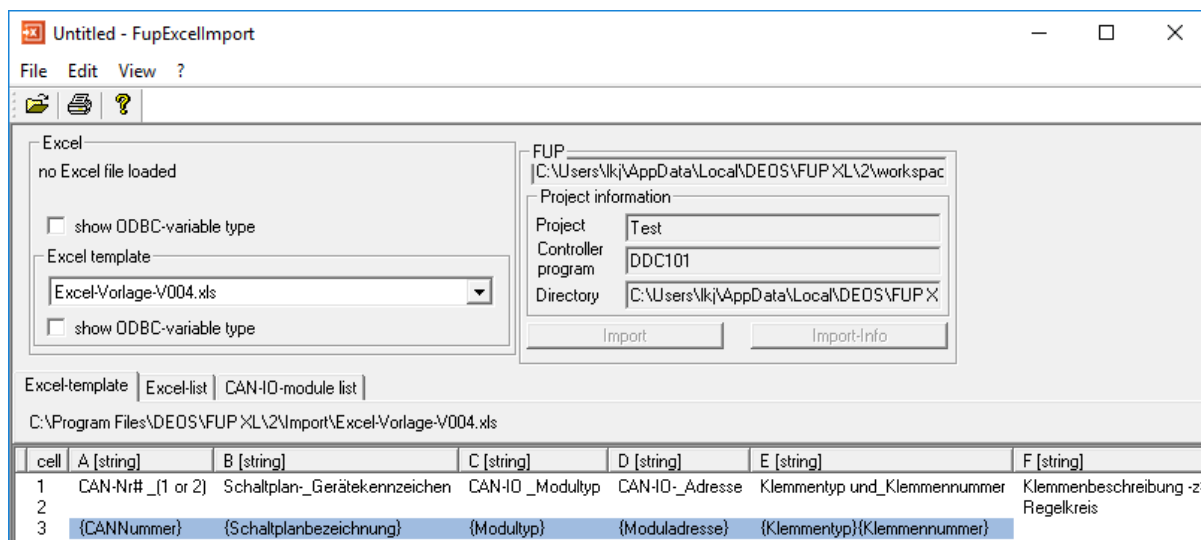 Untitled - FupExcelImport
File Edit View ?
Excel
no Excel file loaded
show ODBC-variable type
Excel template
Excel-Vorlage-V004.xls
show ODBC-variable type
FUP
C:\Users\lkj\AppData\Local\DEOS\FUP XL\2\workspac
Project information
Project Test
Controller program DDC101
Directory C:\Users\lkj\AppData\Local\DEOS\FUP X
Import Import-Info
Excel-template Excel-list CAN-IO-module list
C:\Program Files\DEOS\FUP XL\2\Import\Excel-Vorlage-V004.xls
cell A [string] B [string] C [string] D [string] E [string] F [string]
1 CAN-Nr# _(1 or 2) Schaltplan-_Gerätekennzeichen CAN-IO _Modultyp CAN-IO-_Adresse Klemmentyp und_Klemmennummer Klemmenbeschreibung -z
2 Regelkreis
3 {CANNummer} {Schaltplanbezeichnung} {Modultyp} {Moduladresse} {Klemmentyp}{Klemmennummer}